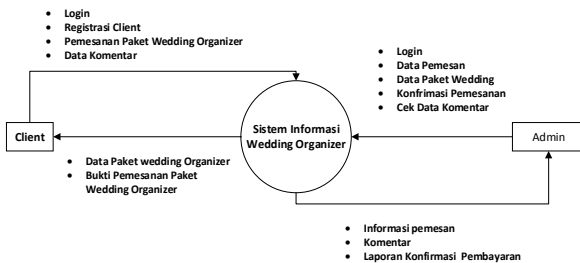 Login
Registrasi Client
Pemesanan Paket Wedding Organizer
Data Komentar
Login
Data Pemesan
Data Paket Wedding
Konfrimasi Pemesanan
Cek Data Komentar
Client
Sistem Informasi
Wedding Organizer
Admin
Data Paket wedding Organizer
Bukti Pemesanan Paket
Wedding Organizer
Informasi pemesan
Komentar
Laporan Konfirmasi Pembayaran